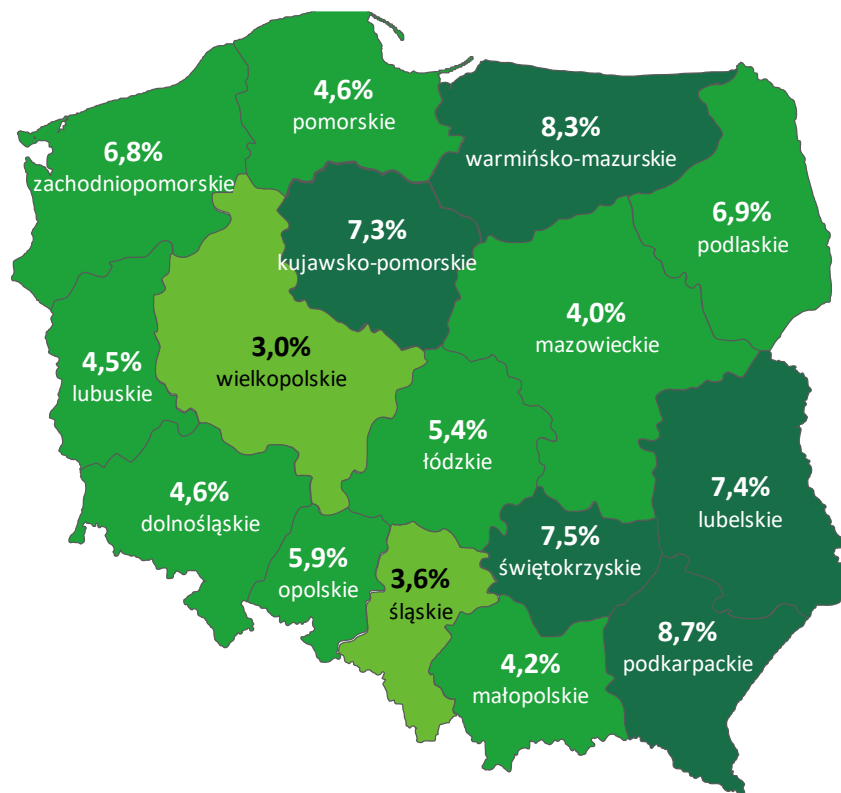 4,6%
pomorskie
8,3%
warmińsko-mazurskie
6,8%
zachodniopomorskie
6,9%
podlaskie
7,3%
kujawsko-pomorskie
4,0%
mazowieckie
3,0%
wielkopolskie
4,5%
lubuskie
5,4%
łódzkie
7,4%
lubelskie
4,6%
dolnośląskie
7,5%
świętokrzyskie
5,9%
opolskie
3,6%
śląskie
8,7%
podkarpackie
4,2%
małopolskie